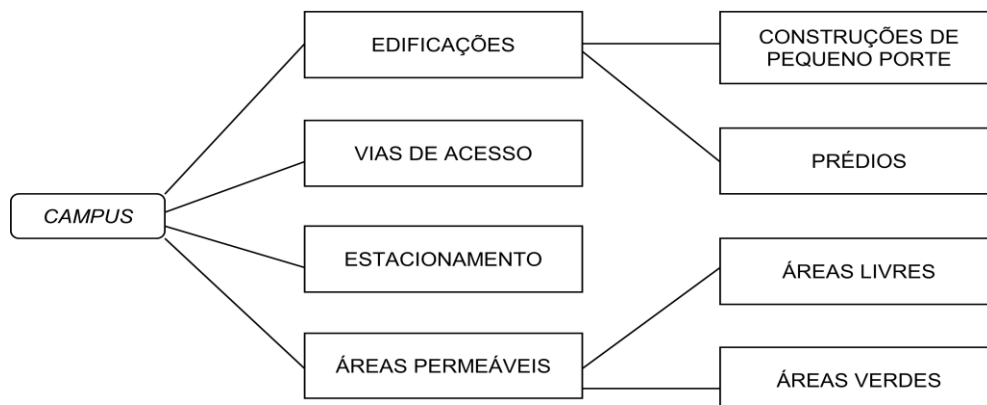 CAMPUS
EDIFICAÇÕES
VIAS DE ACESSO
ESTACIONAMENTO
ÁREAS PERMEÁVEIS
CONSTRUÇÕES DE
PEQUENO PORTE
PRÉDIOS
ÁREAS LIVRES
ÁREAS VERDES